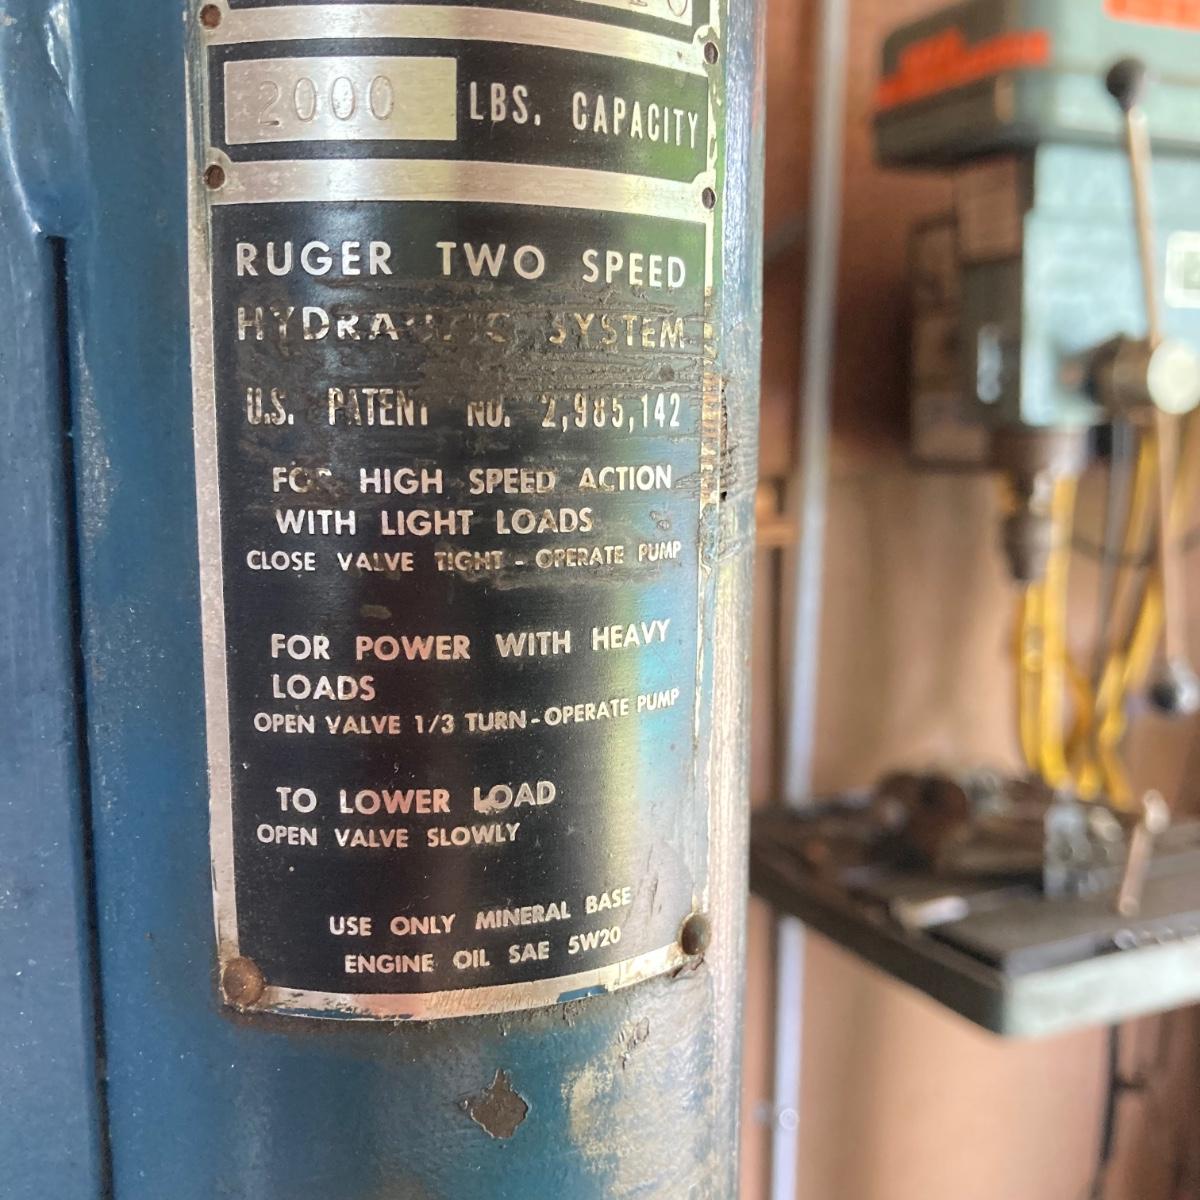 2000 LBS. CAPACITY
RUGER TWO SPEED
HYDRAULIC SYSTEM
U.S. PATENT NO. 2,985,142
FOR HIGH SPEED ACTION
WITH LIGHT LOADS
CLOSE VALVE TIGHT - OPERATE PUMP
FOR POWER WITH HEAVY
LOADS
OPEN VALVE 1/3 TURN - OPERATE PUMP
TO LOWER LOAD
OPEN VALVE SLOWLY
USE ONLY MINERAL BASE
ENGINE OIL SAE 5W20